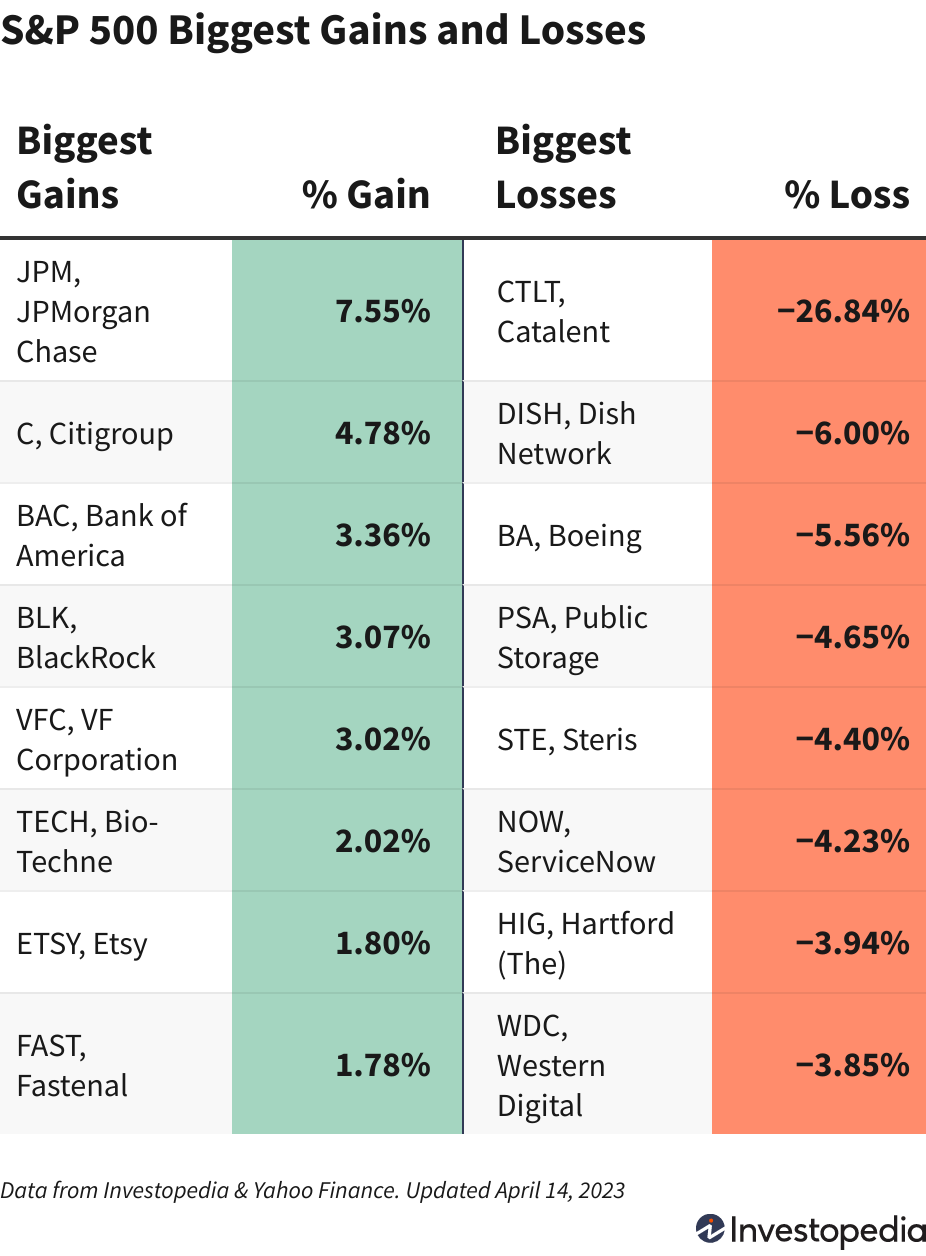 S&P 500 Biggest Gains and Losses
Biggest
Gains
% Gain
Biggest
Losses
% Loss
JPM,
JPMorgan
Chase
7.55%
CTLT,
Catalent
−26.84%
C, Citigroup
4.78%
DISH, Dish
Network
−6.00%
BAC, Bank of
America
3.36%
BA, Boeing
−5.56%
BLK,
BlackRock
3.07%
PSA, Public
Storage
−4.65%
VFC, VF
Corporation
3.02%
STE, Steris
−4.40%
TECH, Bio-
Techne
2.02%
NOW,
ServiceNow
−4.23%
ETSY, Etsy
1.80%
HIG, Hartford
(The)
−3.94%
FAST,
Fastenal
1.78%
WDC,
Western
Digital
−3.85%
Data from Investopedia & Yahoo Finance. Updated April 14, 2023
Investopedia